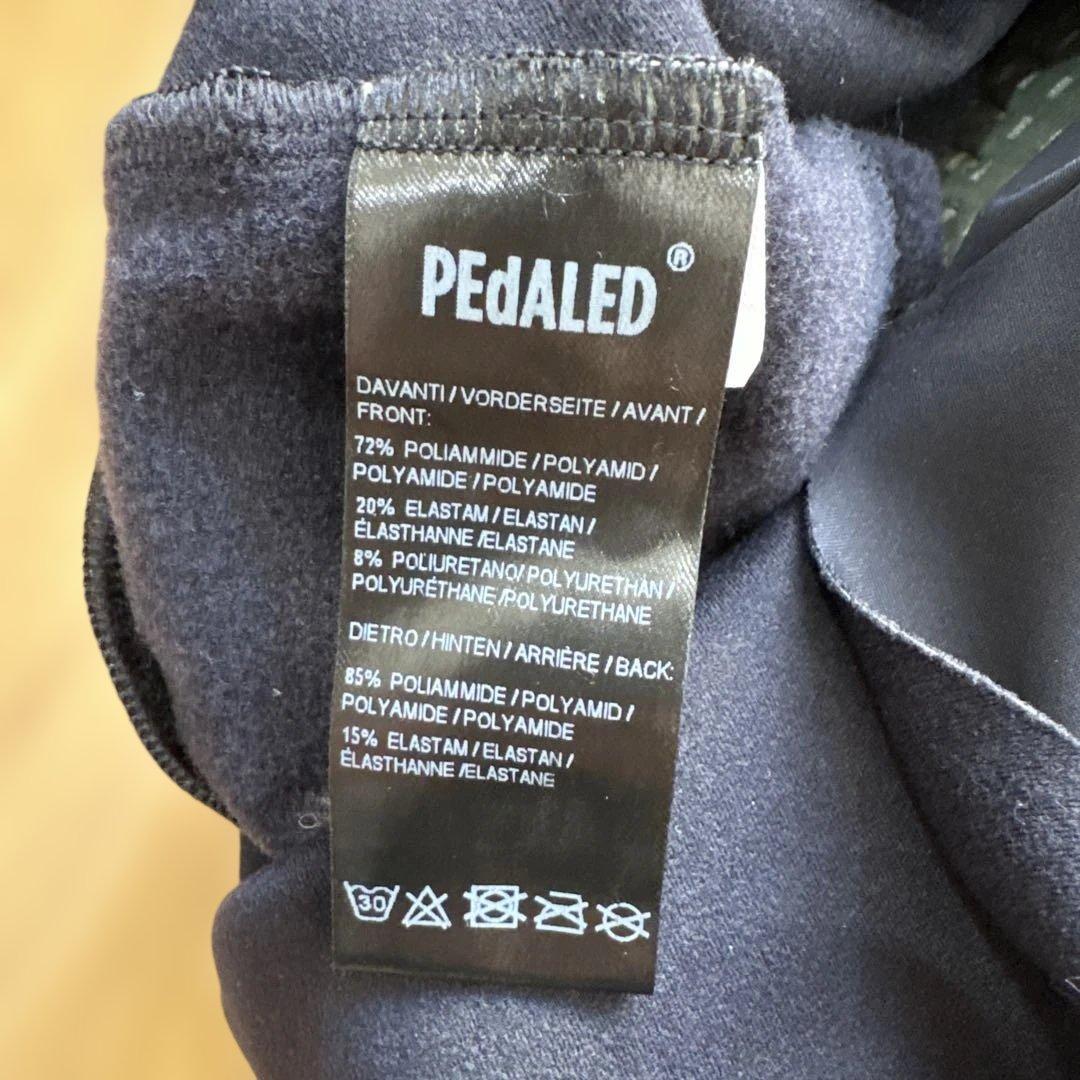 PEdALED®
DAVANTI / VORDERSEITE / AVANT /
FRONT:
72% POLIAMMIDE / POLYAMID /
POLYAMIDE / POLYAMIDE
20% ELASTAM / ELASTAN /
ÉLASTHANNE /ELASTANE
8% POLIURETANO/ POLYURETHAN /
POLYURÉTHANE /POLYURETHANE
DIETRO / HINTEN / ARRIÈRE / BACK:
85% POLIAMMIDE / POLYAMID /
POLYAMIDE / POLYAMIDE
15% ELASTAM / ELASTAN /
ÉLASTHANNE /ELASTANE
30